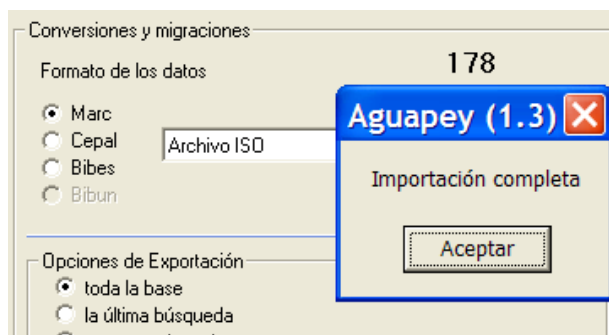 Conversiones y migraciones
Formato de los datos
178
Marc
Cepal
Bibes
Bibun
Archivo ISO
Aguapey (1.3)
Importación completa
Aceptar
Opciones de Exportación
toda la base
la última búsqueda